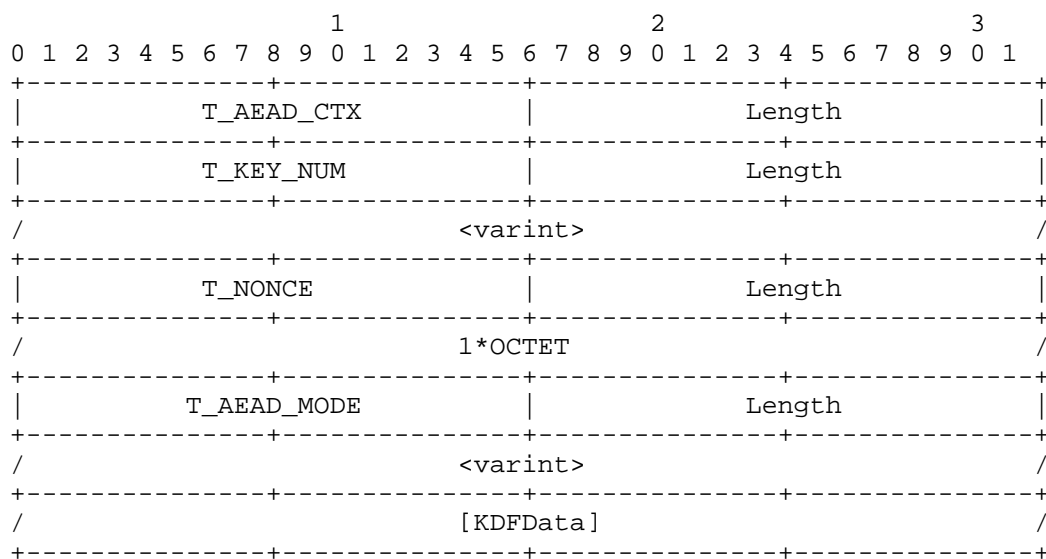 1 2 3
0 1 2 3 4 5 6 7 8 9 0 1 2 3 4 5 6 7 8 9 0 1 2 3 4 5 6 7 8 9 0 1
+---------------+---------------+---------------+---------------+
| T_AEAD_CTX | Length |
+---------------+---------------+---------------+---------------+
| T_KEY_NUM | Length |
+---------------+---------------+---------------+---------------+
/ <varint> /
+---------------+---------------+---------------+---------------+
| T_NONCE | Length |
+---------------+---------------+---------------+---------------+
/ 1*OCTET /
+---------------+---------------+---------------+---------------+
| T_AEAD_MODE | Length |
+---------------+---------------+---------------+---------------+
/ <varint> /
+---------------+---------------+---------------+---------------+
/ [KDFData] /
+---------------+---------------+---------------+---------------+